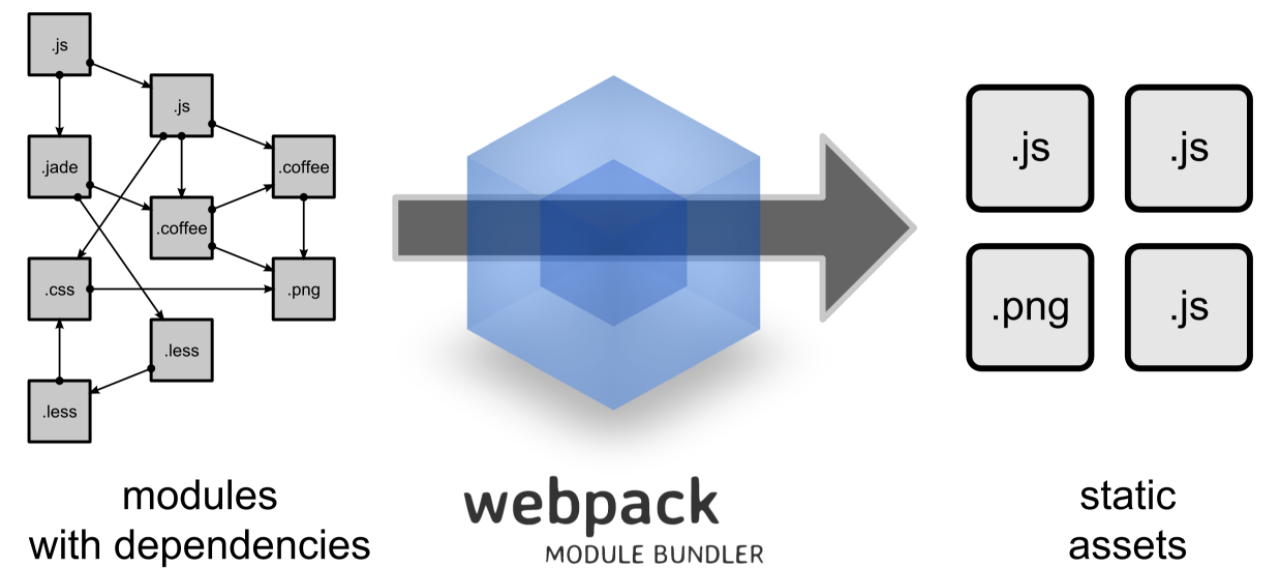 .js
.js
.jade
.coffee
.coffee
.css
.png
.less
.less
modules
with dependencies
webpack
MODULE BUNDLER
.js
.js
.png
.js
static
assets